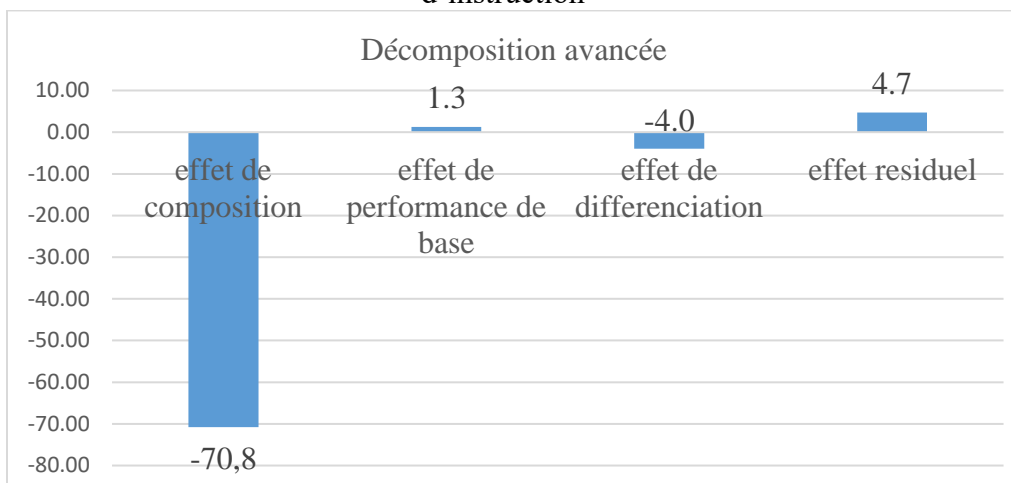 d'instruction
Décomposition avancée
10.00
0.00
-10.00
-20.00
-30.00
-40.00
-50.00
-60.00
-70.00
-80.00
-70,8
1.3
-4.0
4.7
effet de
composition
effet de
performance de
base
effet de
differenciation
effet residuel